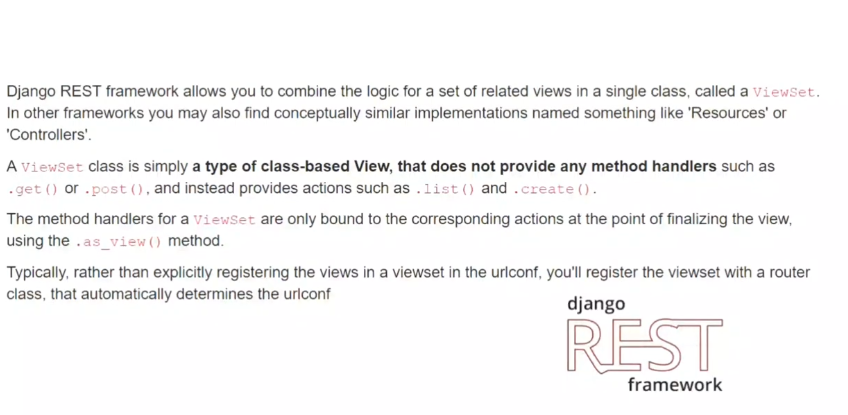 Django REST framework allows you to combine the logic for a set of related views in a single class, called a ViewSet.
In other frameworks you may also find conceptually similar implementations named something like 'Resources' or
'Controllers'.
A ViewSet class is simply a type of class-based View, that does not provide any method handlers such as
.get() or .post(), and instead provides actions such as .list() and .create().
The method handlers for a ViewSet are only bound to the corresponding actions at the point of finalizing the view,
using the .as_view() method.
Typically, rather than explicitly registering the views in a viewset in the urlconf, you'll register the viewset with a router
class, that automatically determines the urlconf
django
REST
framework